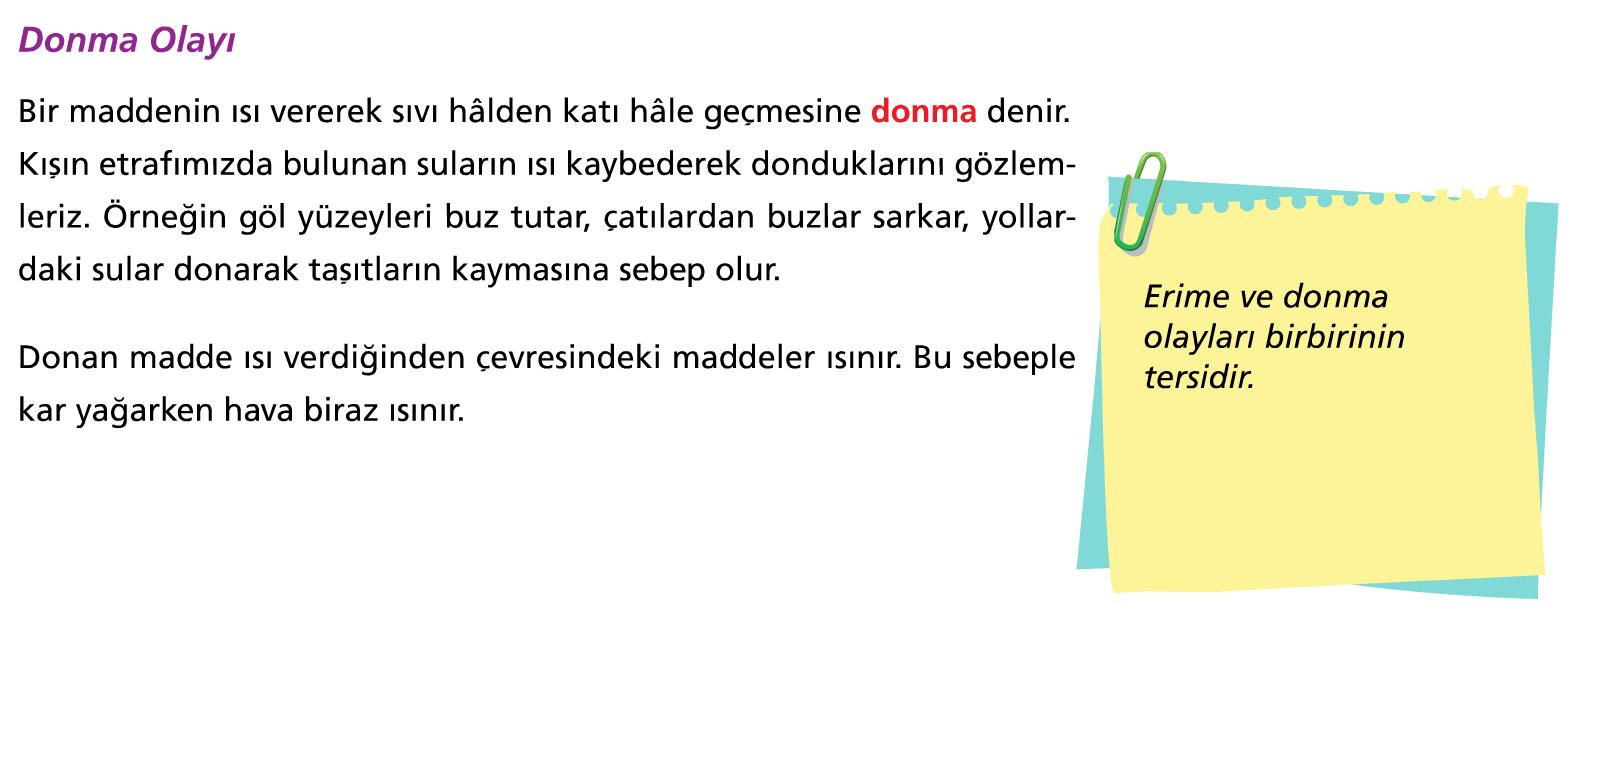 Donma Olayı
Bir maddenin ısı vererek sıvı hâlden katı hâle geçmesine donma denir.
Kışın etrafımızda bulunan suların ısı kaybederek donduklarını gözlem-
leriz. Örneğin göl yüzeyleri buz tutar, çatılardan buzlar sarkar, yollar-
daki sular donarak taşıtların kaymasına sebep olur.
Donan madde ısı verdiğinden çevresindeki maddeler ısınır. Bu sebeple
kar yağarken hava biraz ısınır.
Erime ve donma
olayları birbirinin
tersidir.